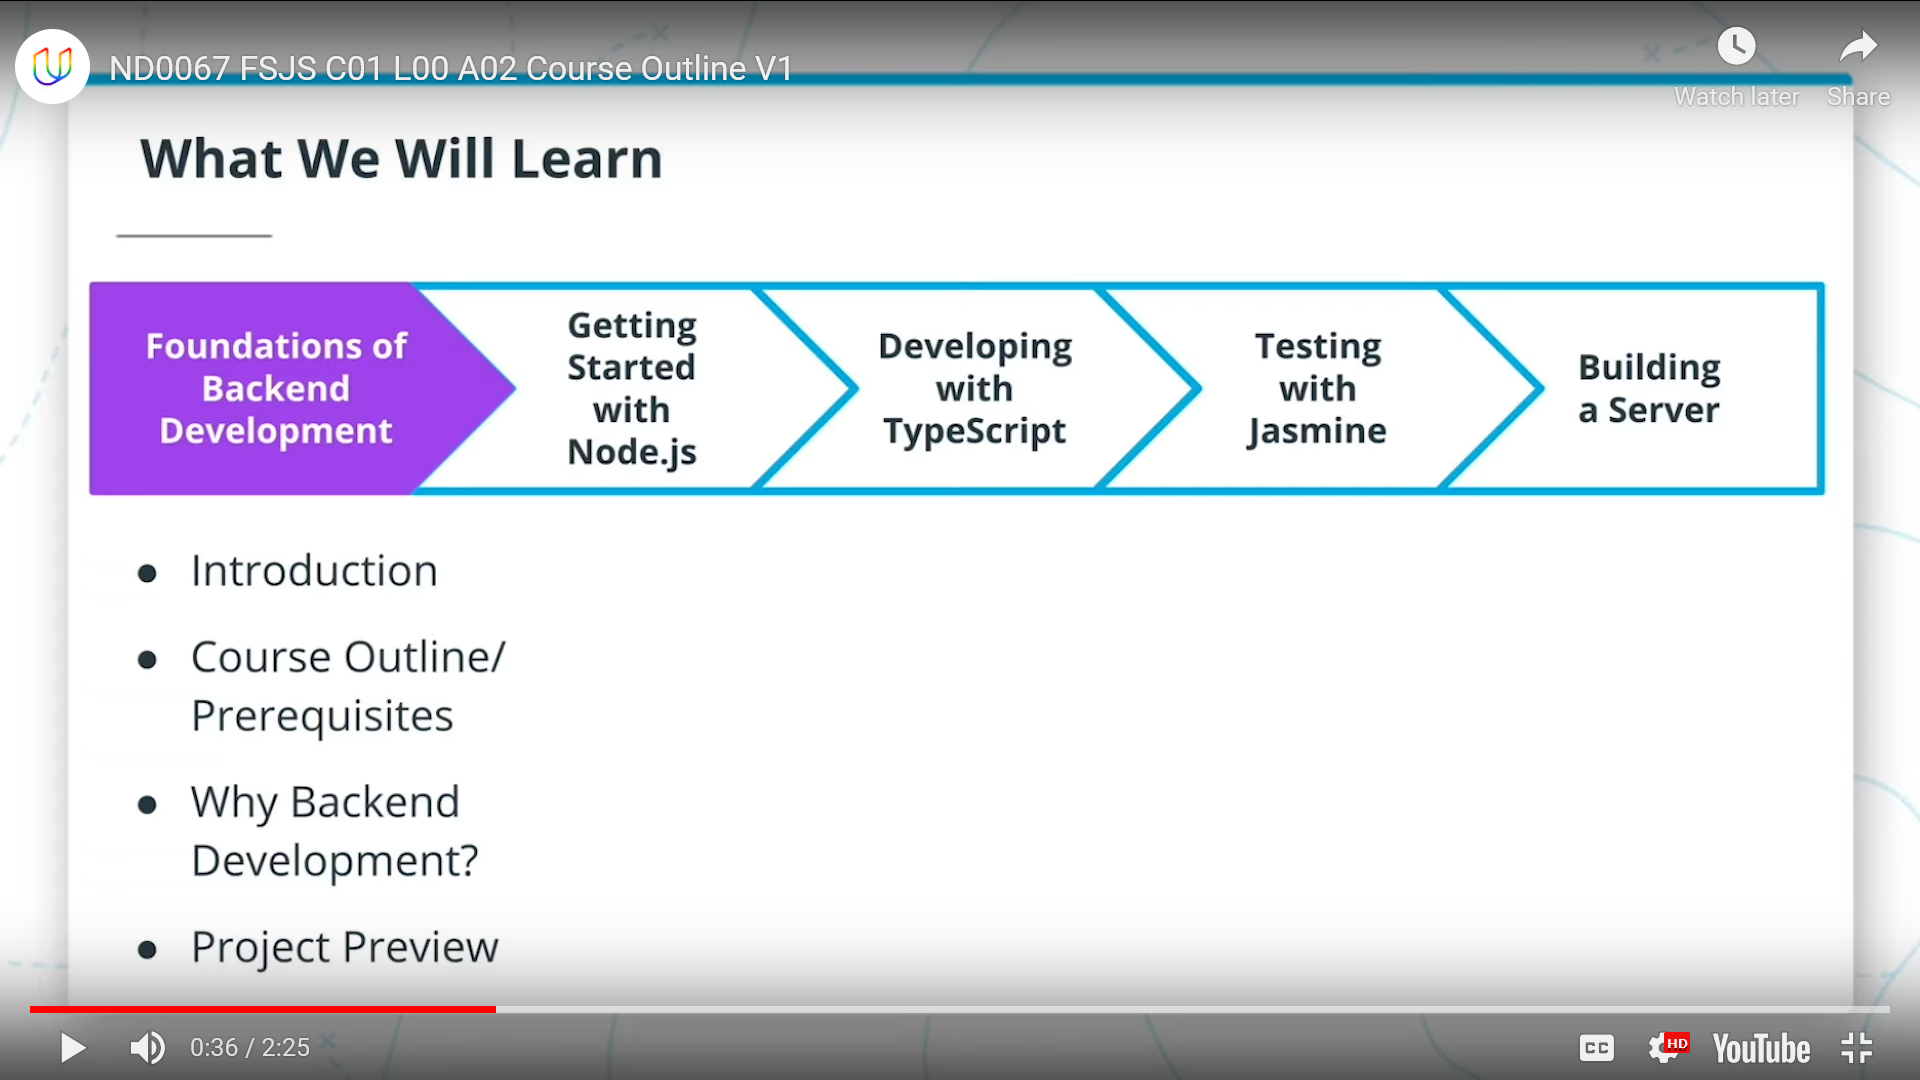 ND0067 FSJS C01 L00 A02 Course Outline V1
Watch later
Share
What We Will Learn
Foundations of
Backend
Development
Getting
Started
with
Node.js
Developing
with
TypeScript
Testing
with
Jasmine
Building
a Server
● Introduction
● Course Outline/
Prerequisites
● Why Backend
Development?
● Project Preview
0:36 / 2:25
CC
HD
YouTube